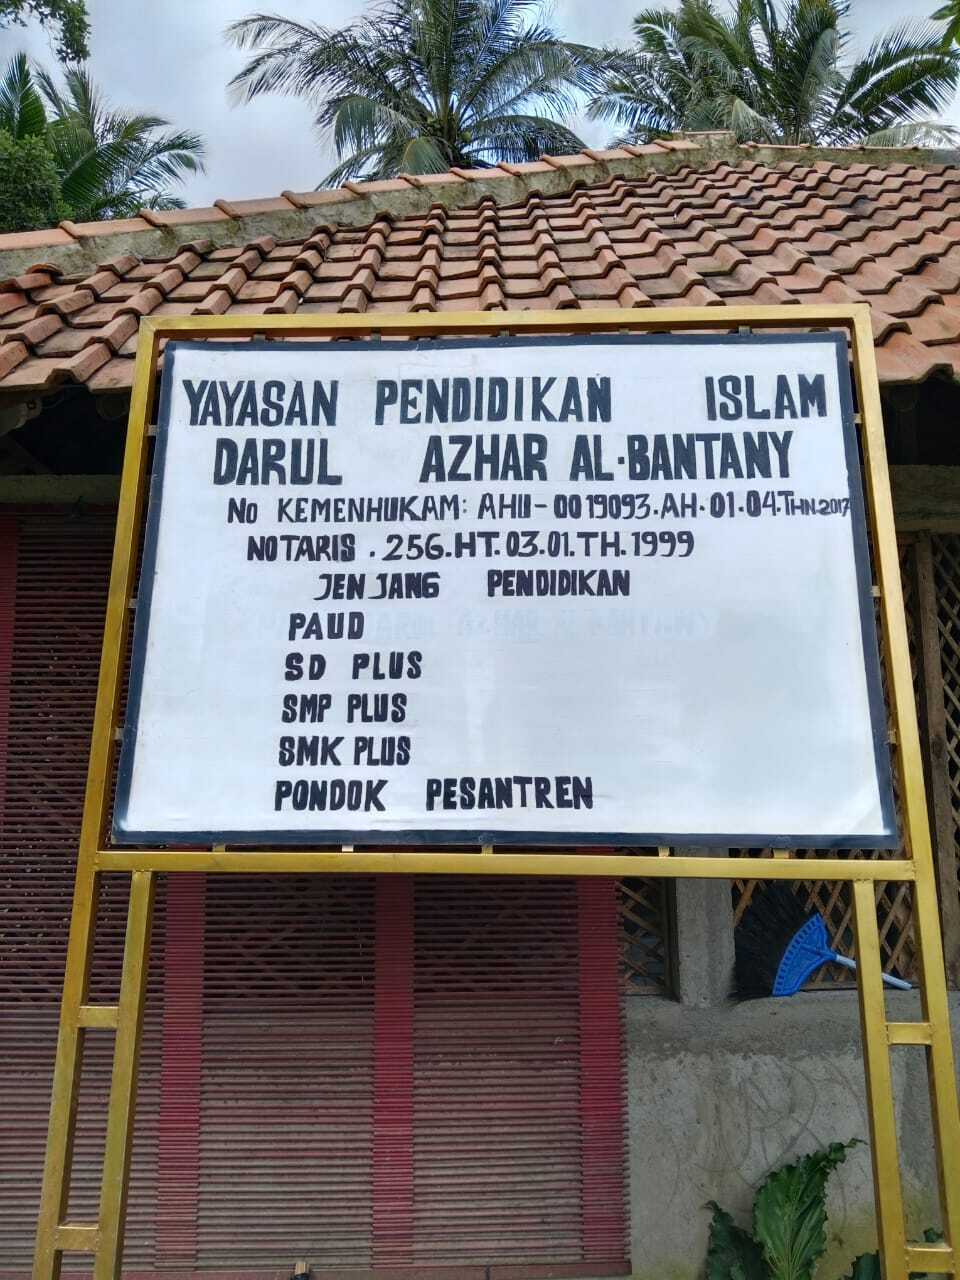 YAYASAN PENDIDIKAN ISLAM
DARUL AZHAR AL-BANTANY
No KEMENHUKAM: AHU-0019093.AH.01.04.THN.2017
NOTARIS . 256.HT.03.01.TH.1999
JENJANG PENDIDIKAN
PAUD
SD PLUS
SMP PLUS
SMK PLUS
PONDOK PESANTREN